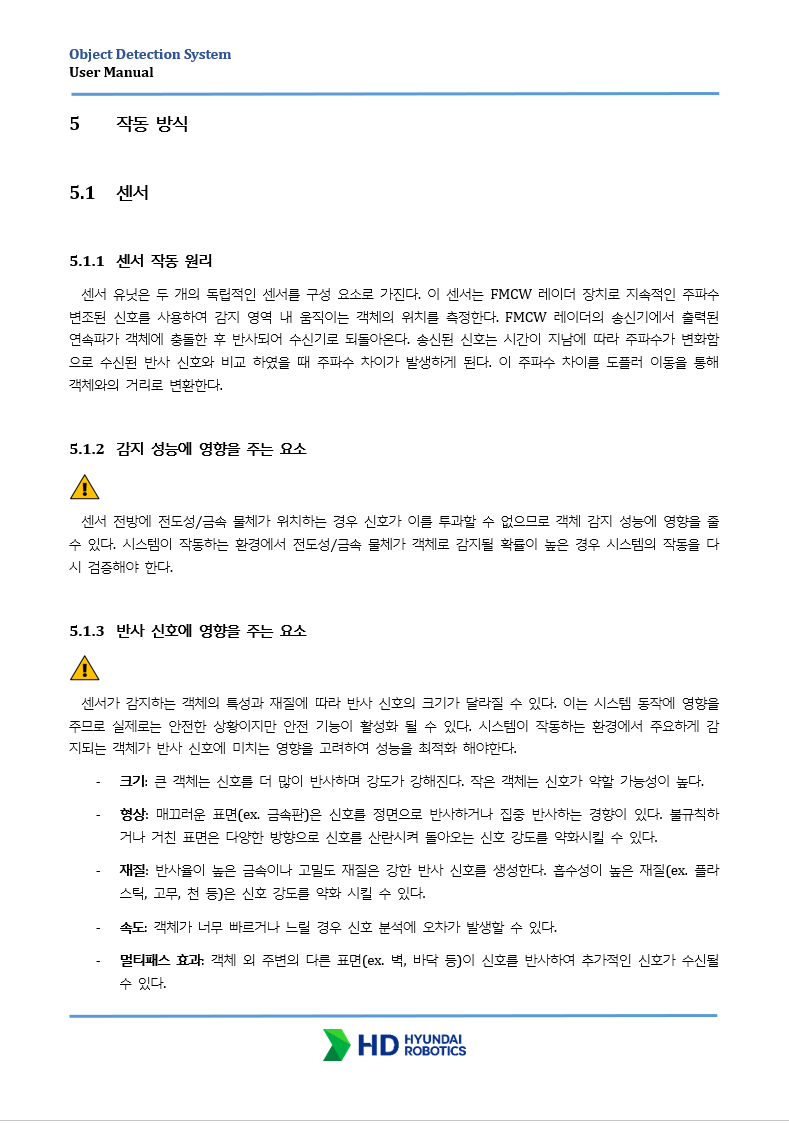 Object Detection System
User Manual
5 작동 방식
5.1 센서
5.1.1 센서 작동 원리
센서 유닛은 두 개의 독립적인 센서를 구성 요소로 가진다. 이 센서는 FMCW 레이더 장치로 지속적인 주파수
변조된 신호를 사용하여 감지 영역 내 움직이는 객체의 위치를 측정한다. FMCW 레이더의 송신기에서 출력된
연속파가 객체에 충돌한 후 반사되어 수신기로 되돌아온다. 송신된 신호는 시간이 지남에 따라 주파수가 변화함
으로 수신된 반사 신호와 비교 하였을 때 주파수 차이가 발생하게 된다. 이 주파수 차이를 도플러 이동을 통해
객체와의 거리로 변환한다.
5.1.2 감지 성능에 영향을 주는 요소
센서 전방에 전도성/금속 물체가 위치하는 경우 신호가 이를 투과할 수 없으므로 객체 감지 성능에 영향을 줄
수 있다. 시스템이 작동하는 환경에서 전도성/금속 물체가 객체로 감지될 확률이 높은 경우 시스템의 작동을 다
시 검증해야 한다.
5.1.3 반사 신호에 영향을 주는 요소
센서가 감지하는 객체의 특성과 재질에 따라 반사 신호의 크기가 달라질 수 있다. 이는 시스템 동작에 영향을
주므로 실제로는 안전한 상황이지만 안전 기능이 활성화 될 수 있다. 시스템이 작동하는 환경에서 주요하게 감
지되는 객체가 반사 신호에 미치는 영향을 고려하여 성능을 최적화 해야한다.
- 크기: 큰 객체는 신호를 더 많이 반사하며 강도가 강해진다. 작은 객체는 신호가 약할 가능성이 높다.
- 형상: 매끄러운 표면(ex. 금속판)은 신호를 정면으로 반사하거나 집중 반사하는 경향이 있다. 불규칙하
거나 거친 표면은 다양한 방향으로 신호를 산란시켜 돌아오는 신호 강도를 약화시킬 수 있다.
- 재질: 반사율이 높은 금속이나 고밀도 재질은 강한 반사 신호를 생성한다. 흡수성이 높은 재질(ex. 플라
스틱, 고무, 천 등)은 신호 강도를 약화 시킬 수 있다.
- 속도: 객체가 너무 빠르거나 느릴 경우 신호 분석에 오차가 발생할 수 있다.
- 멀티패스 효과: 객체 외 주변의 다른 표면(ex. 벽, 바닥 등)이 신호를 반사하여 추가적인 신호가 수신될
수 있다.
HD HYUNDAI
ROBOTICS